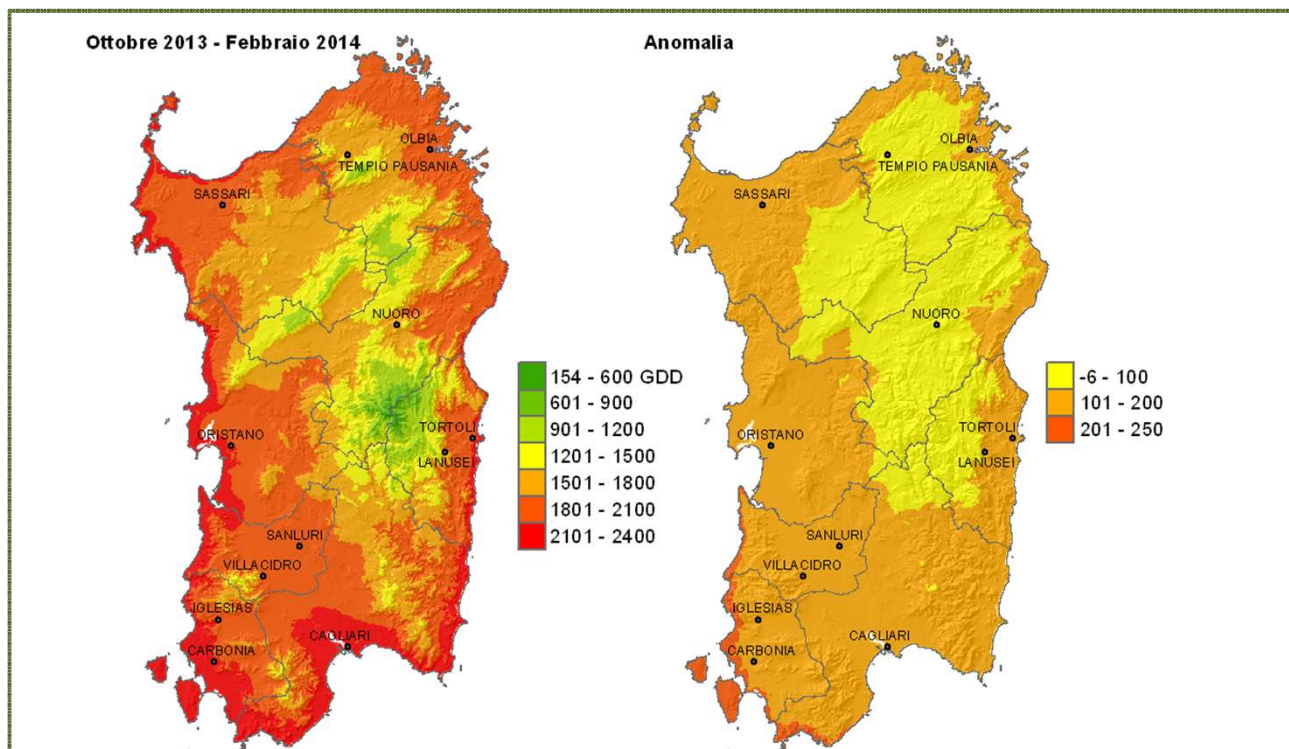 Ottobre 2013 - Febbraio 2014
OLBIA
TEMPIO PAUSANIA
SASSARI
NUORO
ORISTANO
TORTOLI
LANUSEI
SANLURI
VILLACIDRO
IGLESIAS
CARBONIA
CAGLIARI
154 - 600 GDD
601 - 900
901 - 1200
1201 - 1500
1501 - 1800
1801 - 2100
2101 - 2400
Anomalia
OLBIA
TEMPIO PAUSANIA
SASSARI
NUORO
ORISTANO
TORTOLI
LANUSEI
SANLURI
VILLACIDRO
IGLESIAS
CARBONIA
CAGLIARI
-6 - 100
101 - 200
201 - 250